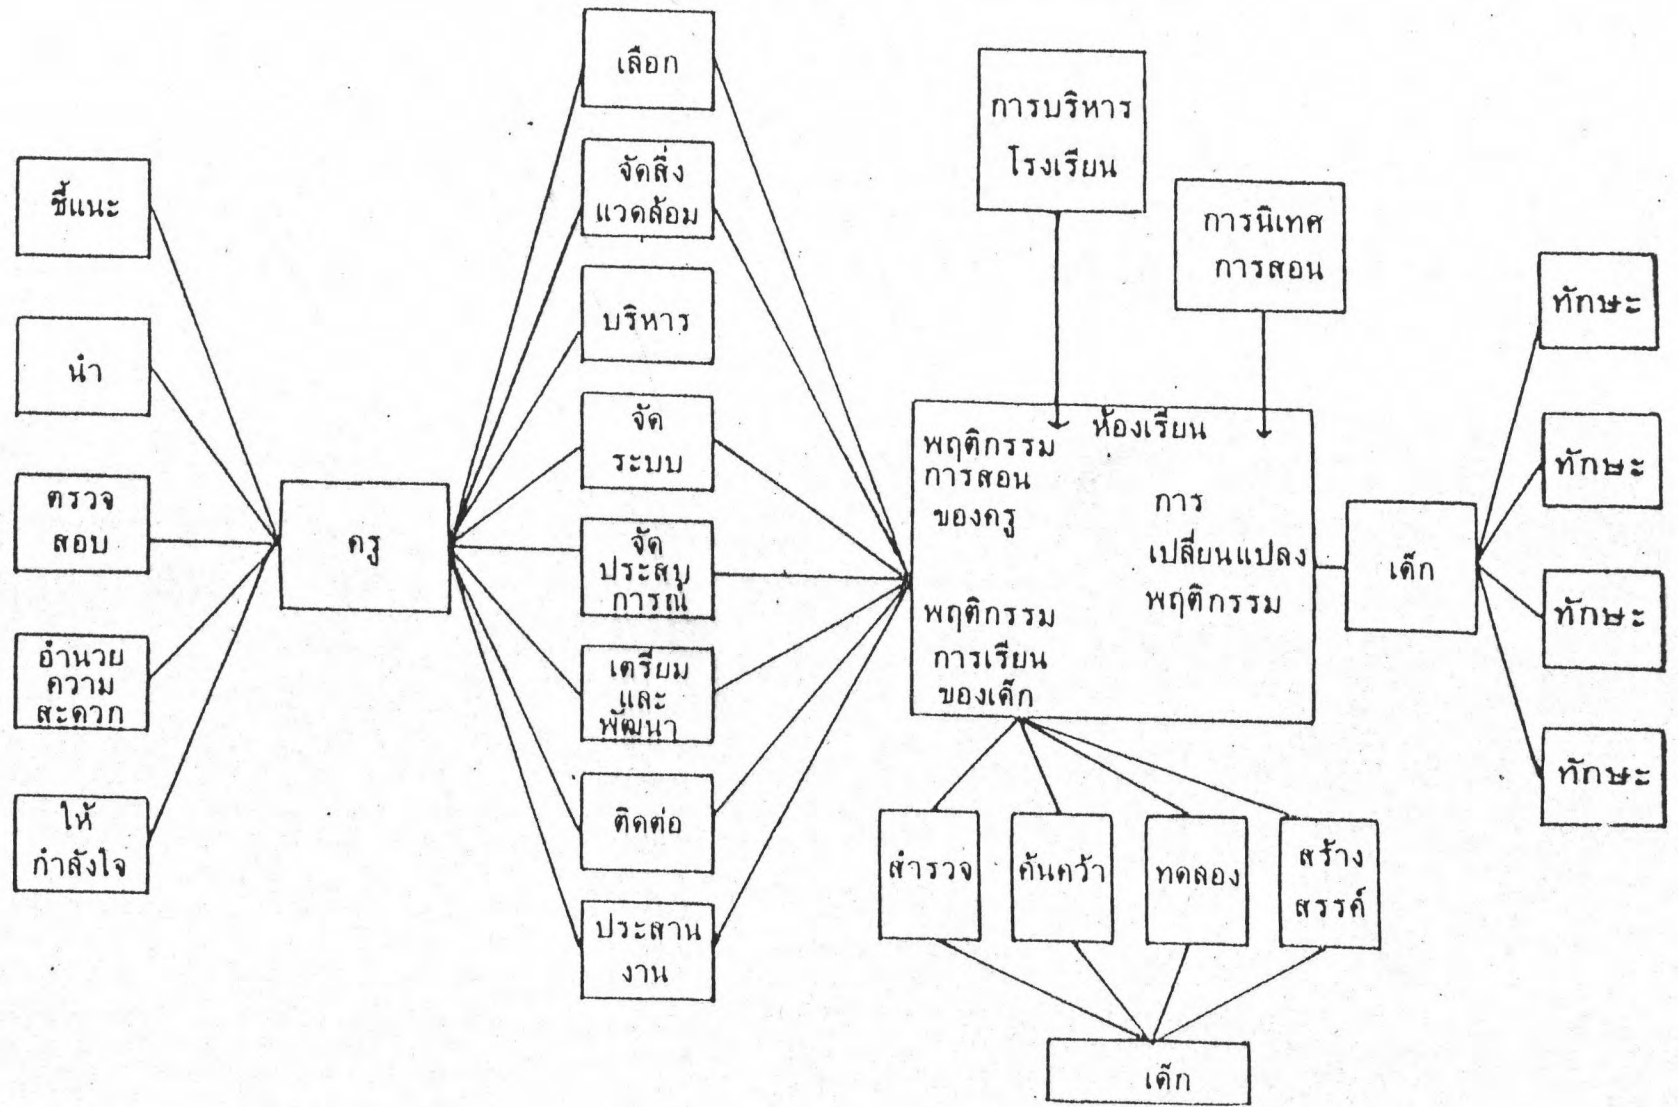 ชี้แนะ
นำ
ตรวจ
สอบ
อำนวย
ความ
สะดวก
ให้
กำลังใจ
ครู
เลือก
จัดสิ่ง
แวดล้อม
บริหาร
จัด
ระบบ
จัด
ประสบ
การณ์
เตรียม
และ
พัฒนา
ติดต่อ
ประสาน
งาน
การบริหาร
โรงเรียน
การนิเทศ
การสอน
ห้องเรียน
พฤติกรรม
การสอน
ของครู
พฤติกรรม
การเรียน
ของเด็ก
การ
เปลี่ยนแปลง
พฤติกรรม
สำรวจ
ค้นคว้า
ทดลอง
สร้าง
สรรค์
เด็ก
เด็ก
ทักษะ
ทักษะ
ทักษะ
ทักษะ